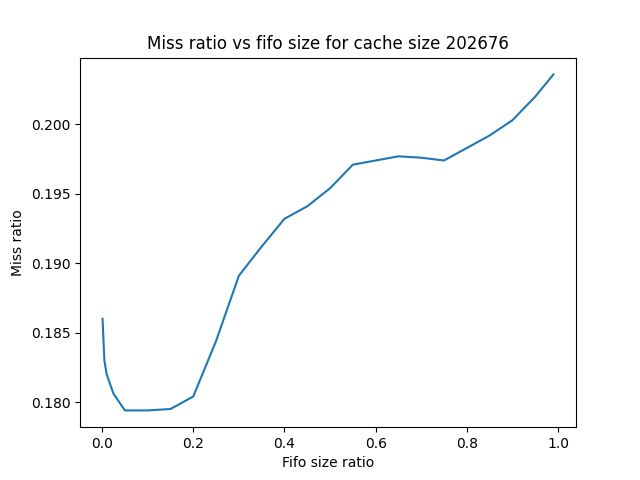 Miss ratio vs fifo size for cache size 202676
0.200
0.195
0.190
0.185
0.180
Miss ratio
0.0 0.2 0.4 0.6 0.8 1.0
Fifo size ratio